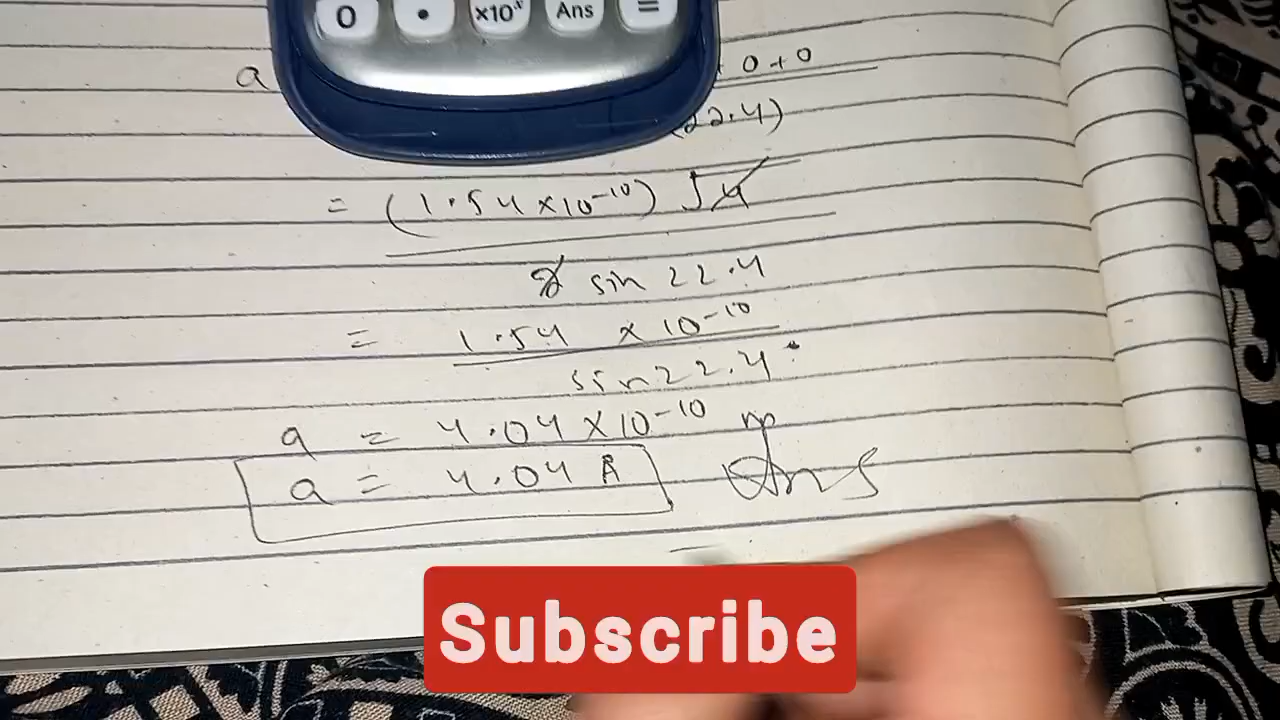 0 • ×10ˣ Ans =
a + 0 + 0
(22.4)
= (1.54 × 10⁻¹⁰) √4
2 sin 22.4
= 1.54 × 10⁻¹⁰
sin 22.4°
a = 4.04 × 10⁻¹⁰ m
a = 4.04 Å Ans
Subscribe